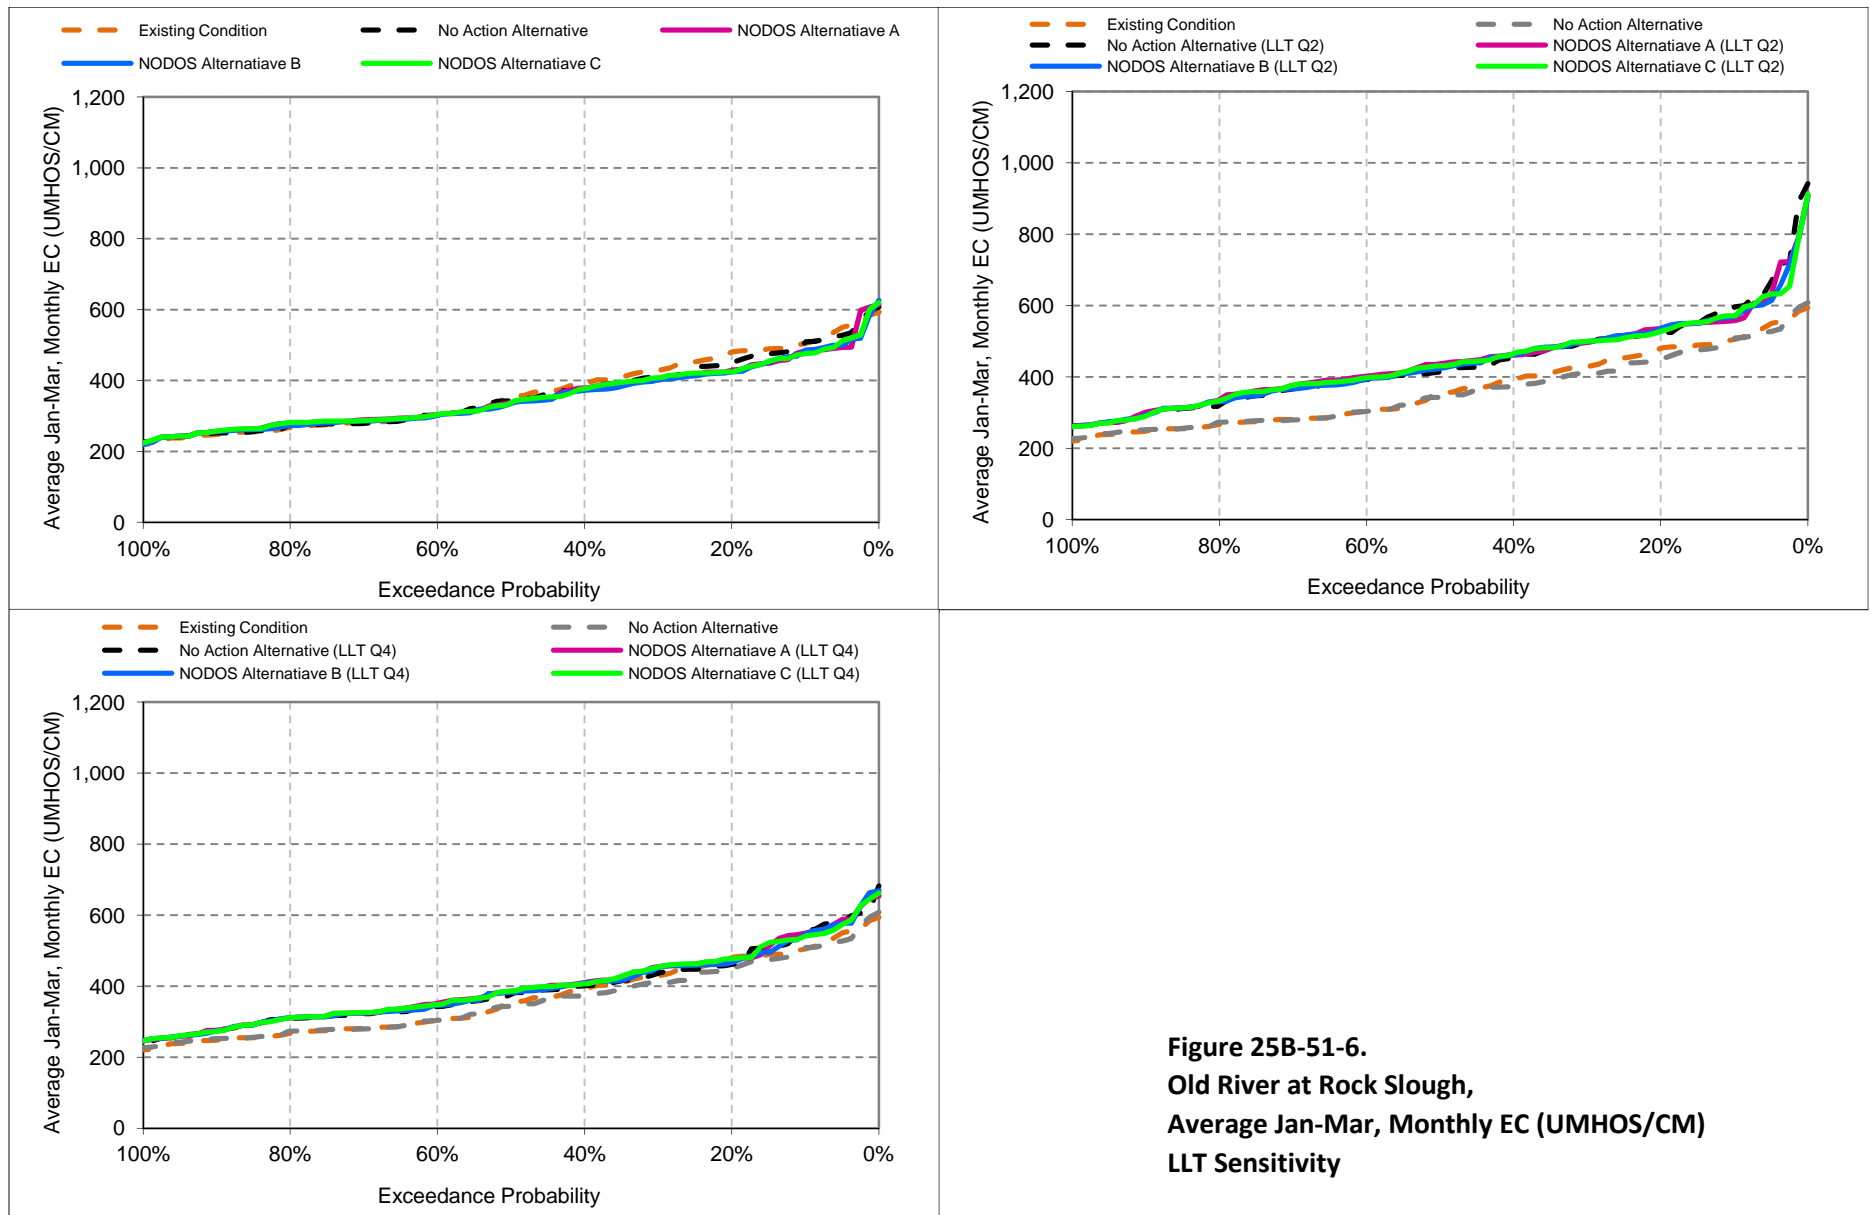 Existing Condition
No Action Alternative
NODOS Alternatiave A
NODOS Alternatiave B
NODOS Alternatiave C
Average Jan-Mar, Monthly EC (UMHOS/CM)
1,200
1,000
800
600
400
200
0
100% 80% 60% 40% 20% 0%
Exceedance Probability
Existing Condition
No Action Alternative
No Action Alternative (LLT Q2)
NODOS Alternatiave A (LLT Q2)
NODOS Alternatiave B (LLT Q2)
NODOS Alternatiave C (LLT Q2)
Average Jan-Mar, Monthly EC (UMHOS/CM)
1,200
1,000
800
600
400
200
0
100% 80% 60% 40% 20% 0%
Exceedance Probability
Existing Condition
No Action Alternative
No Action Alternative (LLT Q4)
NODOS Alternatiave A (LLT Q4)
NODOS Alternatiave B (LLT Q4)
NODOS Alternatiave C (LLT Q4)
Average Jan-Mar, Monthly EC (UMHOS/CM)
1,200
1,000
800
600
400
200
0
100% 80% 60% 40% 20% 0%
Exceedance Probability
Figure 25B-51-6.
Old River at Rock Slough,
Average Jan-Mar, Monthly EC (UMHOS/CM)
LLT Sensitivity